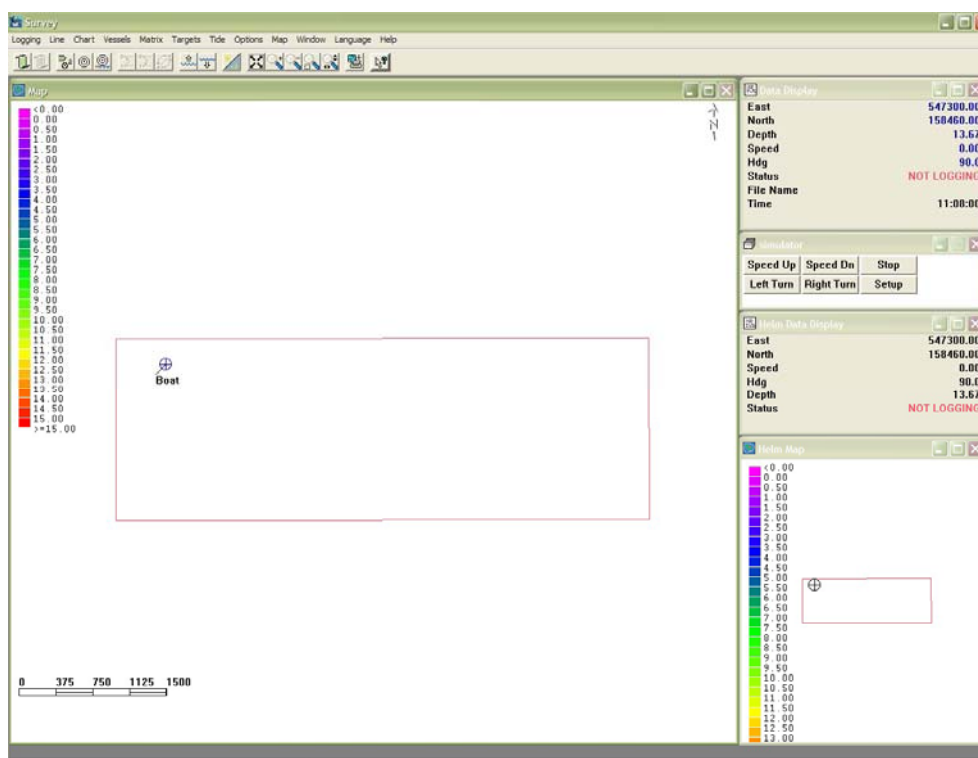 Survey
Logging Line Chart Vessels Matrix Targets Tide Options Map Window Language Help
Map
<0.00
0.00
0.50
1.00
1.50
2.00
2.50
3.00
3.50
4.00
4.50
5.00
5.50
6.00
6.50
7.00
7.50
8.00
8.50
9.00
9.50
10.00
10.50
11.00
11.50
12.00
12.50
13.00
13.50
14.00
14.50
15.00
>=15.00
N
Boat
0 375 750 1125 1500
Data Display
East 547300.00
North 158460.00
Depth 13.67
Speed 0.00
Hdg 90.0
Status NOT LOGGING
File Name
Time 11:08:00
simulator
Speed Up Speed Dn Stop
Left Turn Right Turn Setup
Helm Data Display
East 547300.00
North 158460.00
Speed 0.00
Hdg 90.0
Depth 13.67
Status NOT LOGGING
Helm Map
<0.00
0.00
0.50
1.00
1.50
2.00
2.50
3.00
3.50
4.00
4.50
5.00
5.50
6.00
6.50
7.00
7.50
8.00
8.50
9.00
9.50
10.00
10.50
11.00
11.50
12.00
12.50
13.00